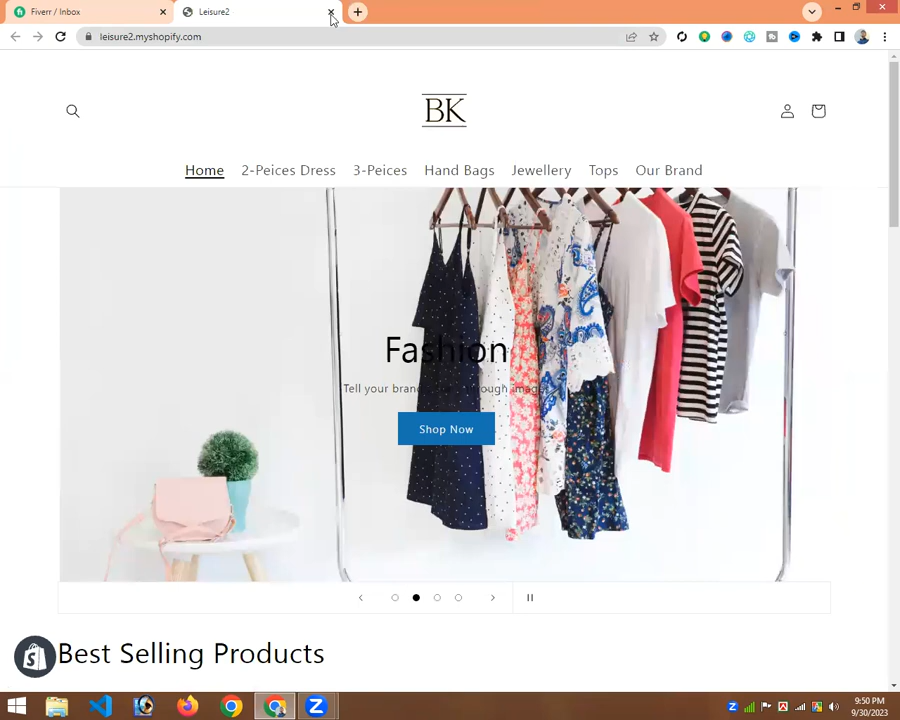 Fiverr / Inbox
Leisure2
leisure2.myshopify.com
BK
Home 2-Peices Dress 3-Peices Hand Bags Jewellery Tops Our Brand
Fashion
Tell your brand through image
Shop Now
Best Selling Products
9:50 PM
9/30/2023